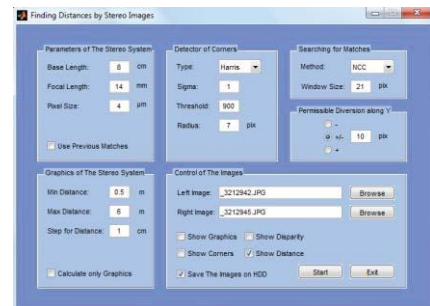 Finding Distances by Stereo Images
Parameters of The Stereo System
Base Length: 8 cm
Focal Length: 14 mm
Pixel Size: 4 µm
Use Previous Matches
Detector of Corners
Type: Harris
Sigma: 1
Threshold: 900
Radius: 7 pix
Searching for Matches
Method: NCC
Window Size: 21 pix
Permissible Diversion along Y
-
+/- 10 pix
+
Graphics of The Stereo System
Min Distance: 0.5 m
Max Distance: 6 m
Step for Distance: 1 cm
Calculate only Graphics
Control of The Images
Left Image: _3212942.JPG Browse
Right Image: _3212945.JPG Browse
Show Graphics Show Disparity
Show Corners Show Distance
Save The Images on HDD Start Exit